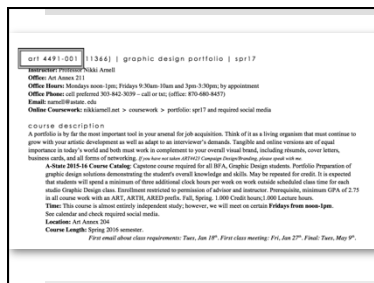 art 4491-001 [11366] | graphic design portfolio | spr17
Instructor: Professor Nikki Arnell
Office: Art Annex 211
Office Hours: Mondays noon-1pm; Fridays 9:30am-10am and 3pm-3:30pm; by appointment
Office Phone: cell preferred 303-842-3039 – call or txt; (office: 870-680-8457)
Email: narnell@astate.edu
Online Coursework: nikkiarnell.net > coursework > portfolio: spr17 and required social media
course description
A portfolio is by far the most important tool in your arsenal for job acquisition. Think of it as a living organism that must continue to
grow with your artistic development as well as adapt to an interviewer's demands. Tangible and online versions are of equal
importance in today's world and both must work in complement to your overall visual brand, including résumés, cover letters,
business cards, and all forms of networking. If you have not taken ART4423 Campaign Design/Branding, please speak with me.
A-State 2015-16 Course Catalog: Capstone course required for all BFA, Graphic Design students. Portfolio Preparation of
graphic design solutions demonstrating the student's overall knowledge and skills. May be repeated for credit. It is expected
that students will spend a minimum of three additional clock hours per week on work outside scheduled class time for each
studio Graphic Design class. Enrollment restricted to permission of advisor and instructor. Prerequisite, minimum GPA of 2.75
in all course work with an ART, ARTH, ARED prefix. Fall, Spring. 1.000 Credit hours;1.000 Lecture hours.
Time: This course is almost entirely independent study; however, we will meet on certain Fridays from noon-1pm.
See calendar and check required social media.
Location: Art Annex 204
Course Length: Spring 2016 semester.
First email about class requirements: Tues, Jan 18th. First class meeting: Fri, Jan 27th. Final: Tues, May 9th.